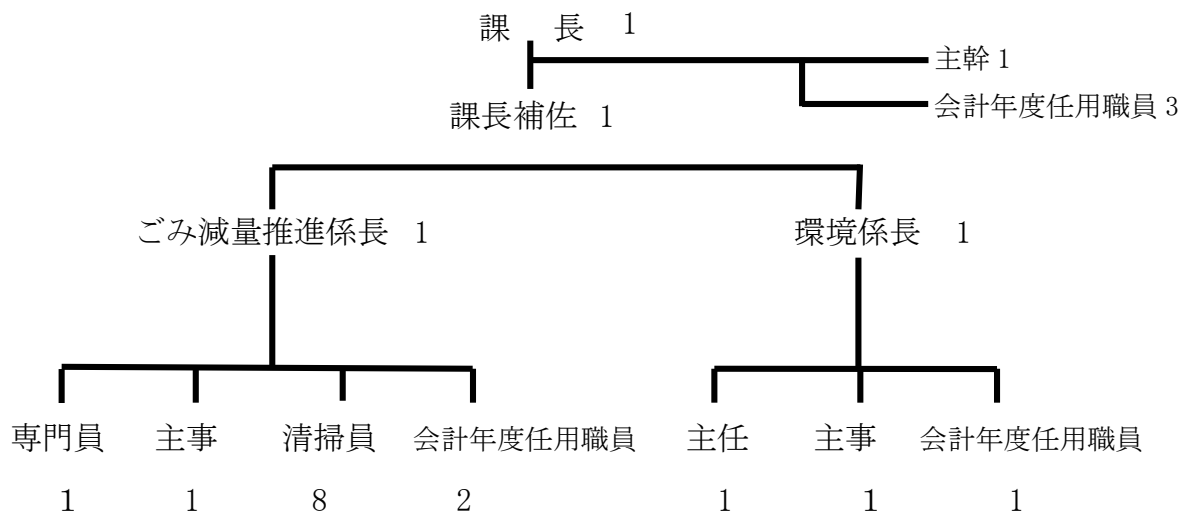 課　長　1
主幹 1
会計年度任用職員 3
課長補佐 1
ごみ減量推進係長 1　環境係長 1
専門員　主事　清掃員　会計年度任用職員　主任　主事　会計年度任用職員
1　1　8　2　1　1　1